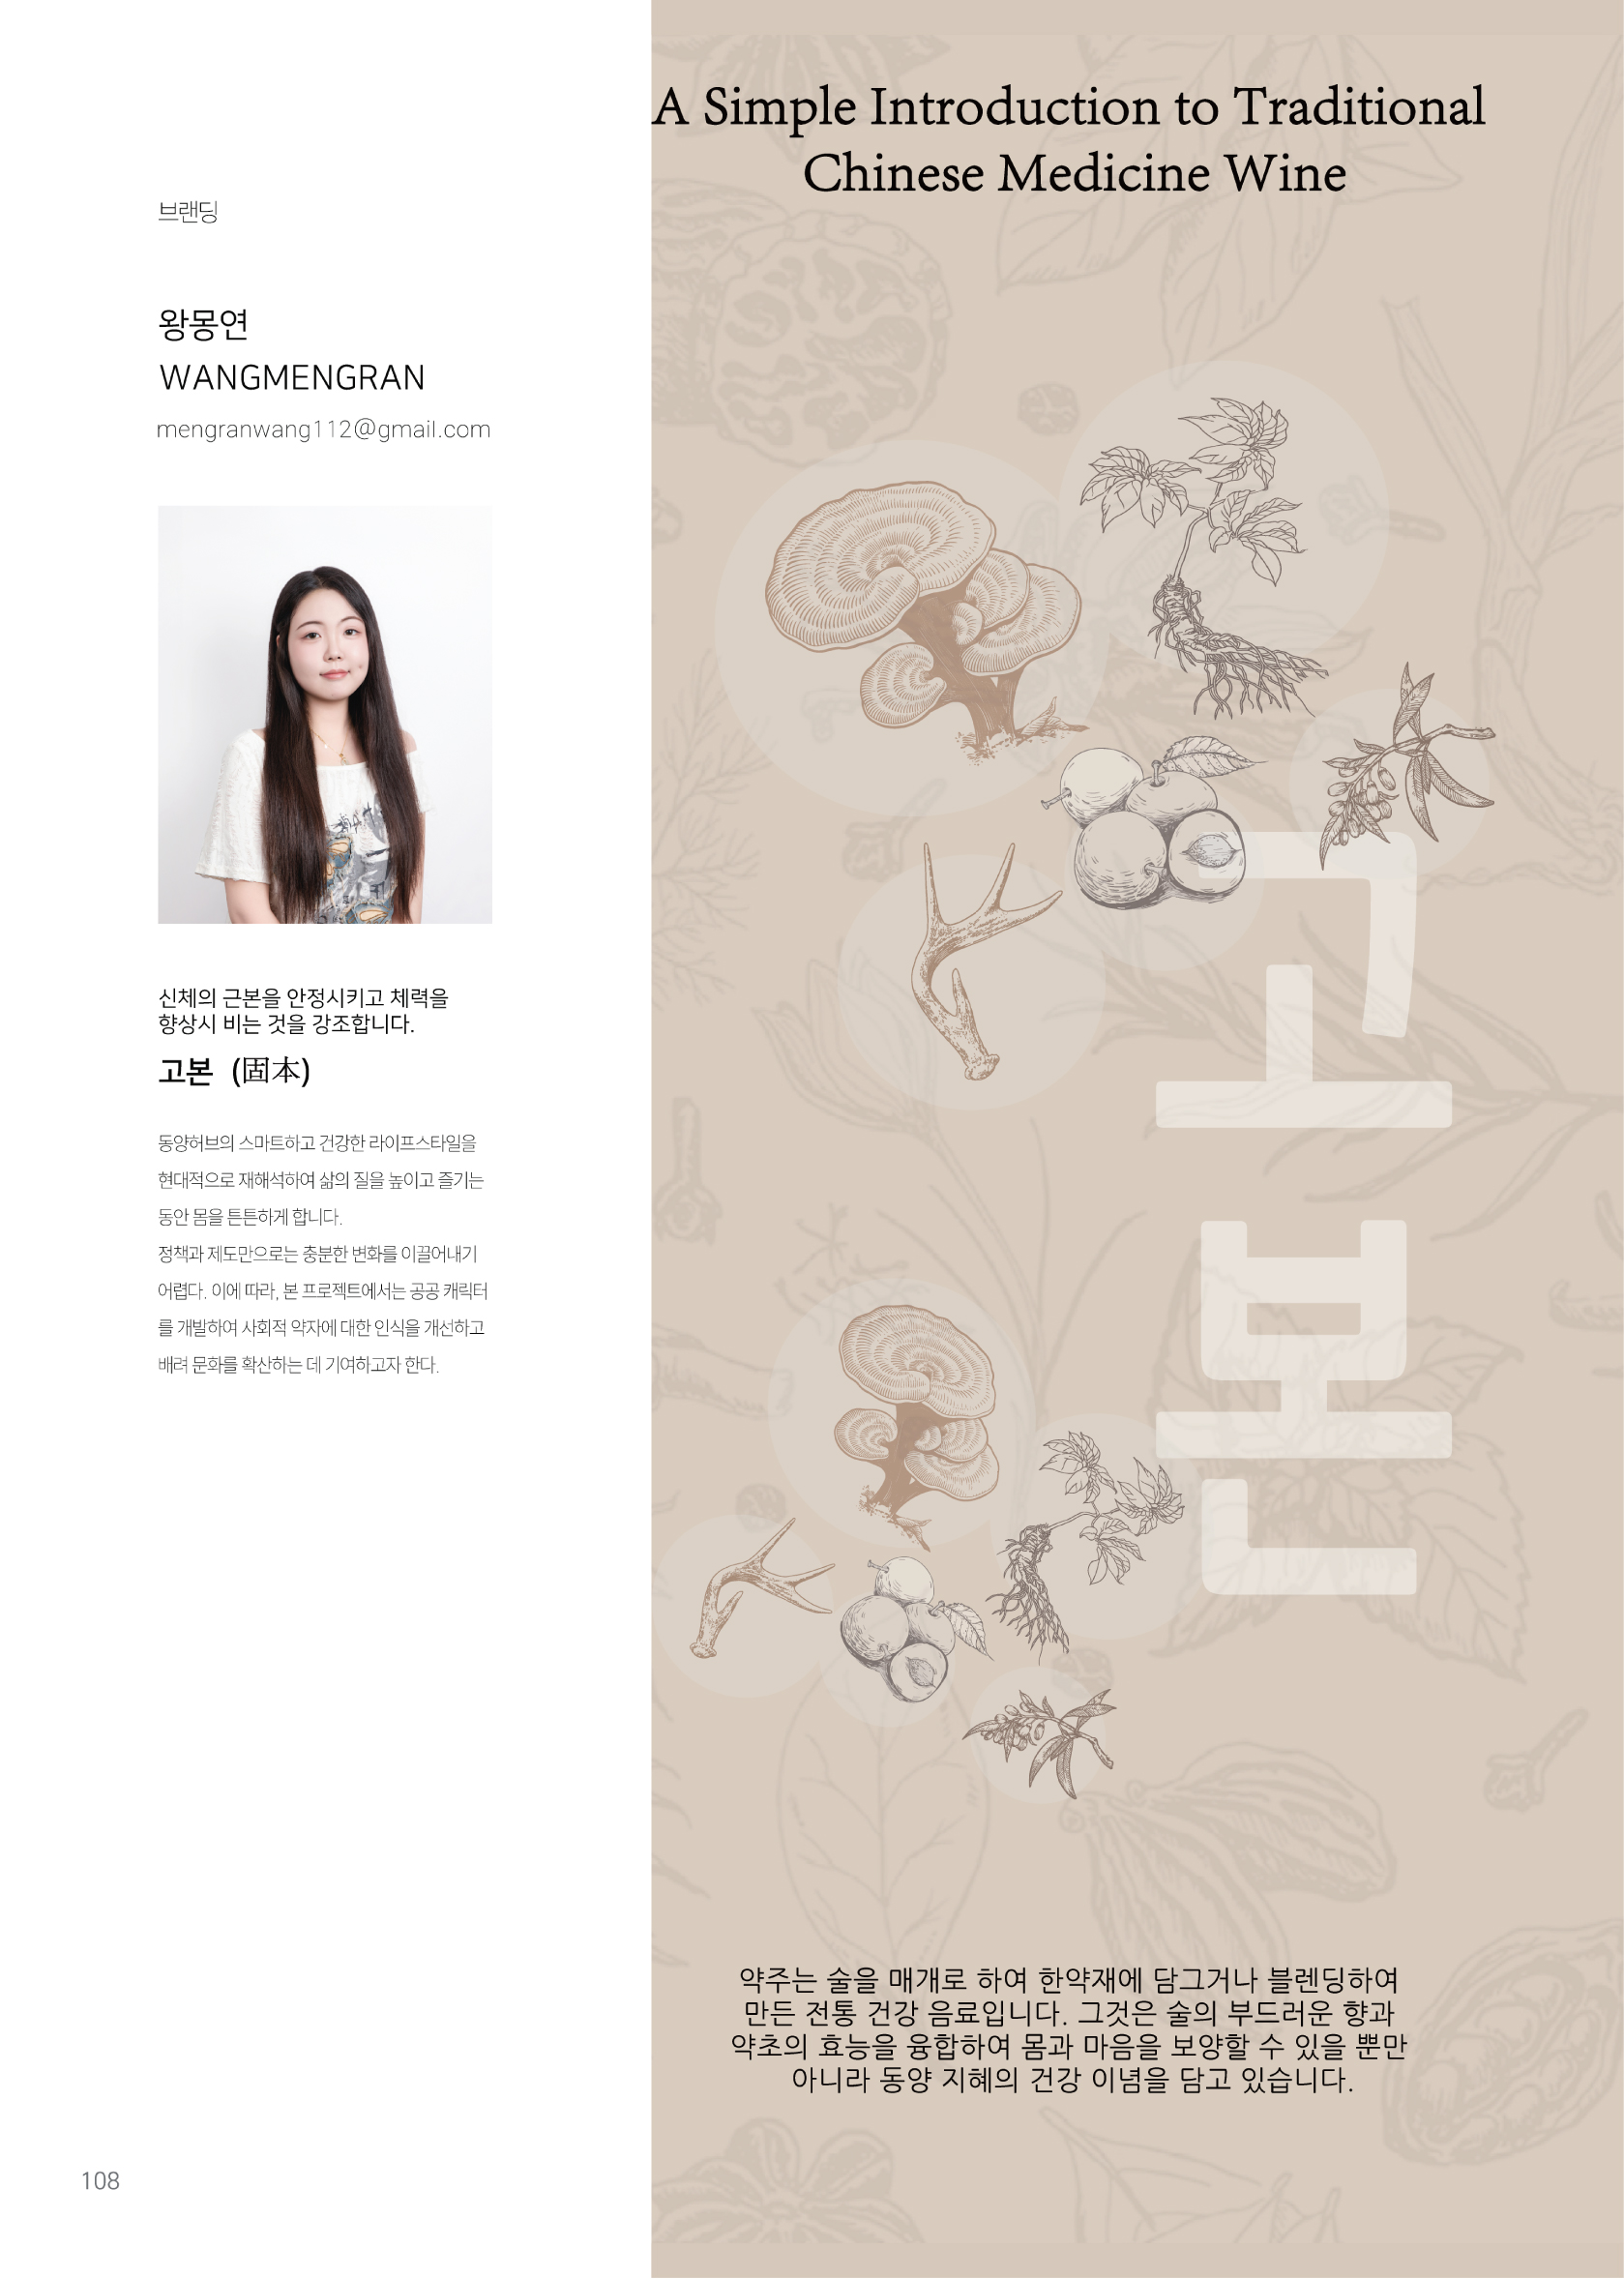 브랜딩
왕몽연
WANGMENGRAN
mengranwang112@gmail.com
신체의 근본을 안정시키고 체력을
향상시 비는 것을 강조합니다.
고본 (固本)
동양허브의 스마트하고 건강한 라이프스타일을
현대적으로 재해석하여 삶의 질을 높이고 즐기는
동안 몸을 튼튼하게 합니다.
정책과 제도만으로는 충분한 변화를 이끌어내기
어렵다. 이에 따라, 본 프로젝트에서는 공공 캐릭터
를 개발하여 사회적 약자에 대한 인식을 개선하고
배려 문화를 확산하는 데 기여하고자 한다.
108
A Simple Introduction to Traditional
Chinese Medicine Wine
고
본
약주는 술을 매개로 하여 한약재에 담그거나 블렌딩하여
만든 전통 건강 음료입니다. 그것은 술의 부드러운 향과
약초의 효능을 융합하여 몸과 마음을 보양할 수 있을 뿐만
아니라 동양 지혜의 건강 이념을 담고 있습니다.